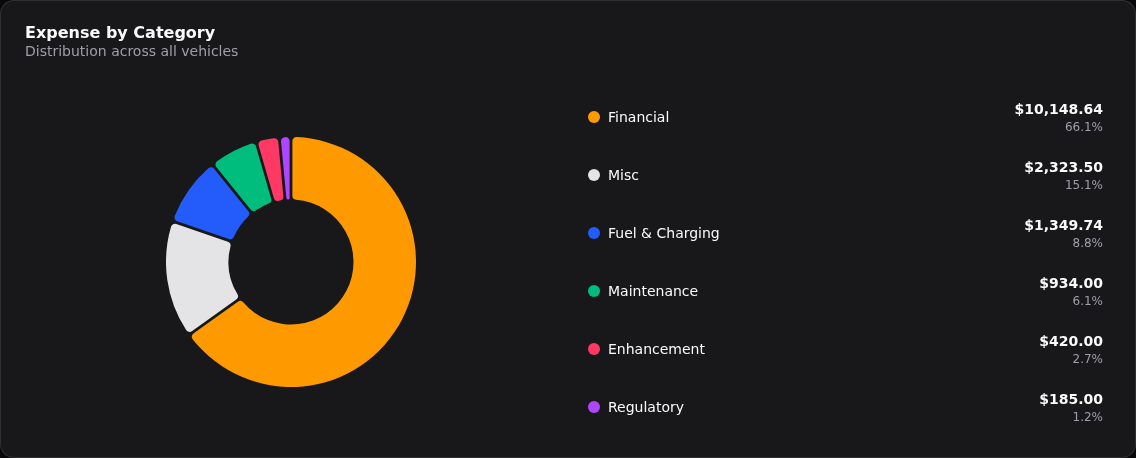 Expense by Category
Distribution across all vehicles
Financial
$10,148.64
66.1%
Misc
$2,323.50
15.1%
Fuel & Charging
$1,349.74
8.8%
Maintenance
$934.00
6.1%
Enhancement
$420.00
2.7%
Regulatory
$185.00
1.2%